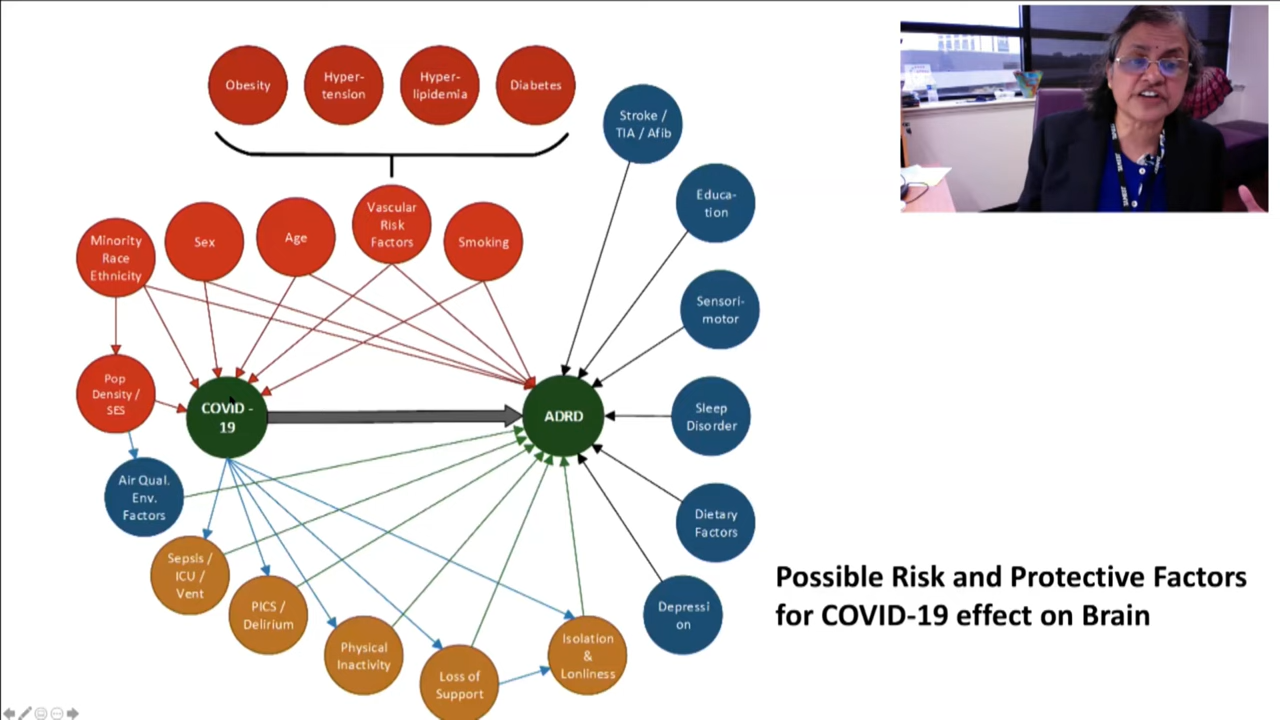 Obesity
Hyper-
tension
Hyper-
lipidemia
Diabetes
Stroke /
TIA / Afib
Educa-
tion
Minority
Race
Ethnicity
Sex
Age
Vascular
Risk
Factors
Smoking
Sensori-
motor
Pop
Density /
SES
COVID -
19
ADRD
Sleep
Disorder
Air Qual.
Env.
Factors
Dietary
Factors
Sepsis /
ICU /
Vent
PICS /
Delirium
Physical
Inactivity
Loss of
Support
Isolation
&
Lonliness
Depressi
on
Possible Risk and Protective Factors
for COVID-19 effect on Brain